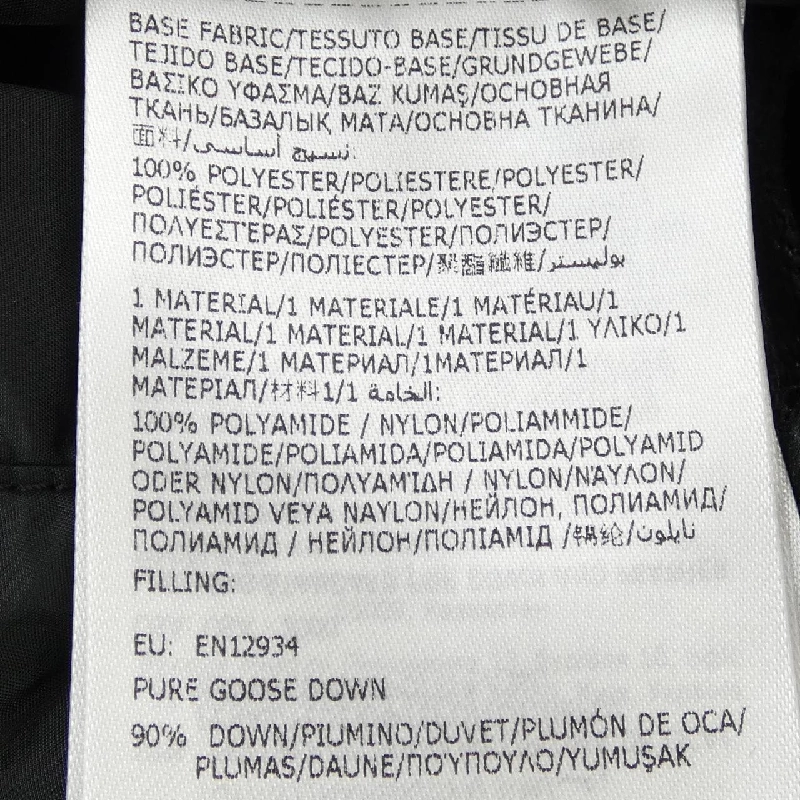 BASE FABRIC/TESSUTO BASE/TISSU DE BASE/
TEJIDO BASE/TECIDO-BASE/GRUNDGEWEBE/
ΒΑΣΙΚΟ ΥΦΑΣΜΑ/BAZ KUMAŞ/ОСНОВНАЯ
ТКАНЬ/БАЗАЛЫҚ МАТА/ОСНОВНА ТКАНИНА/
面料/نسيج أساسي:
100% POLYESTER/POLIESTERE/POLYESTER/
POLIÉSTER/POLIÉSTER/POLYESTER/
ΠΟΛΥΕΣΤΕΡΑΣ/POLYESTER/ПОЛИЭСТЕР/
ПОЛИЭСТЕР/ПОЛІЕСТЕР/聚酯纖維/بوليستر
1 MATERIAL/1 MATERIALE/1 MATÉRIAU/1
MATERIAL/1 MATERIAL/1 MATERIAL/1 ΥΛΙΚΟ/1
MALZEME/1 МАТЕРИАЛ/1МАТЕРИАЛ/1
МАТЕРІАЛ/材料1/1 الخامة:
100% POLYAMIDE / NYLON/POLIAMMIDE/
POLYAMIDE/POLIAMIDA/POLIAMIDA/POLYAMID
ODER NYLON/ΠΟΛΥΑΜΊΔΗ / NYLON/ΝΆΥΛΟΝ/
POLYAMID VEYA NAYLON/НЕЙЛОН, ПОЛИАМИД/
ПОЛИАМИД / НЕЙЛОН/ПОЛІАМІД /锦纶/نايلون
FILLING:
EU: EN12934
PURE GOOSE DOWN
90% DOWN/PIUMINO/DUVET/PLUMÓN DE OCA/
PLUMAS/DAUNE/ΠΟΎΠΟΥΛΟ/YUMUŞAK